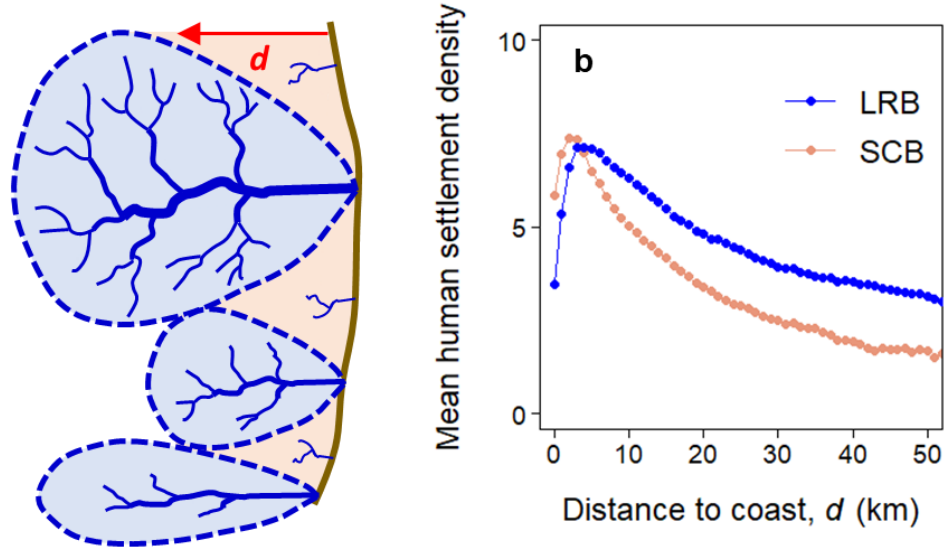 d
b
LRB
SCB
Mean human settlement density
10
5
0
0 10 20 30 40 50
Distance to coast, d (km)